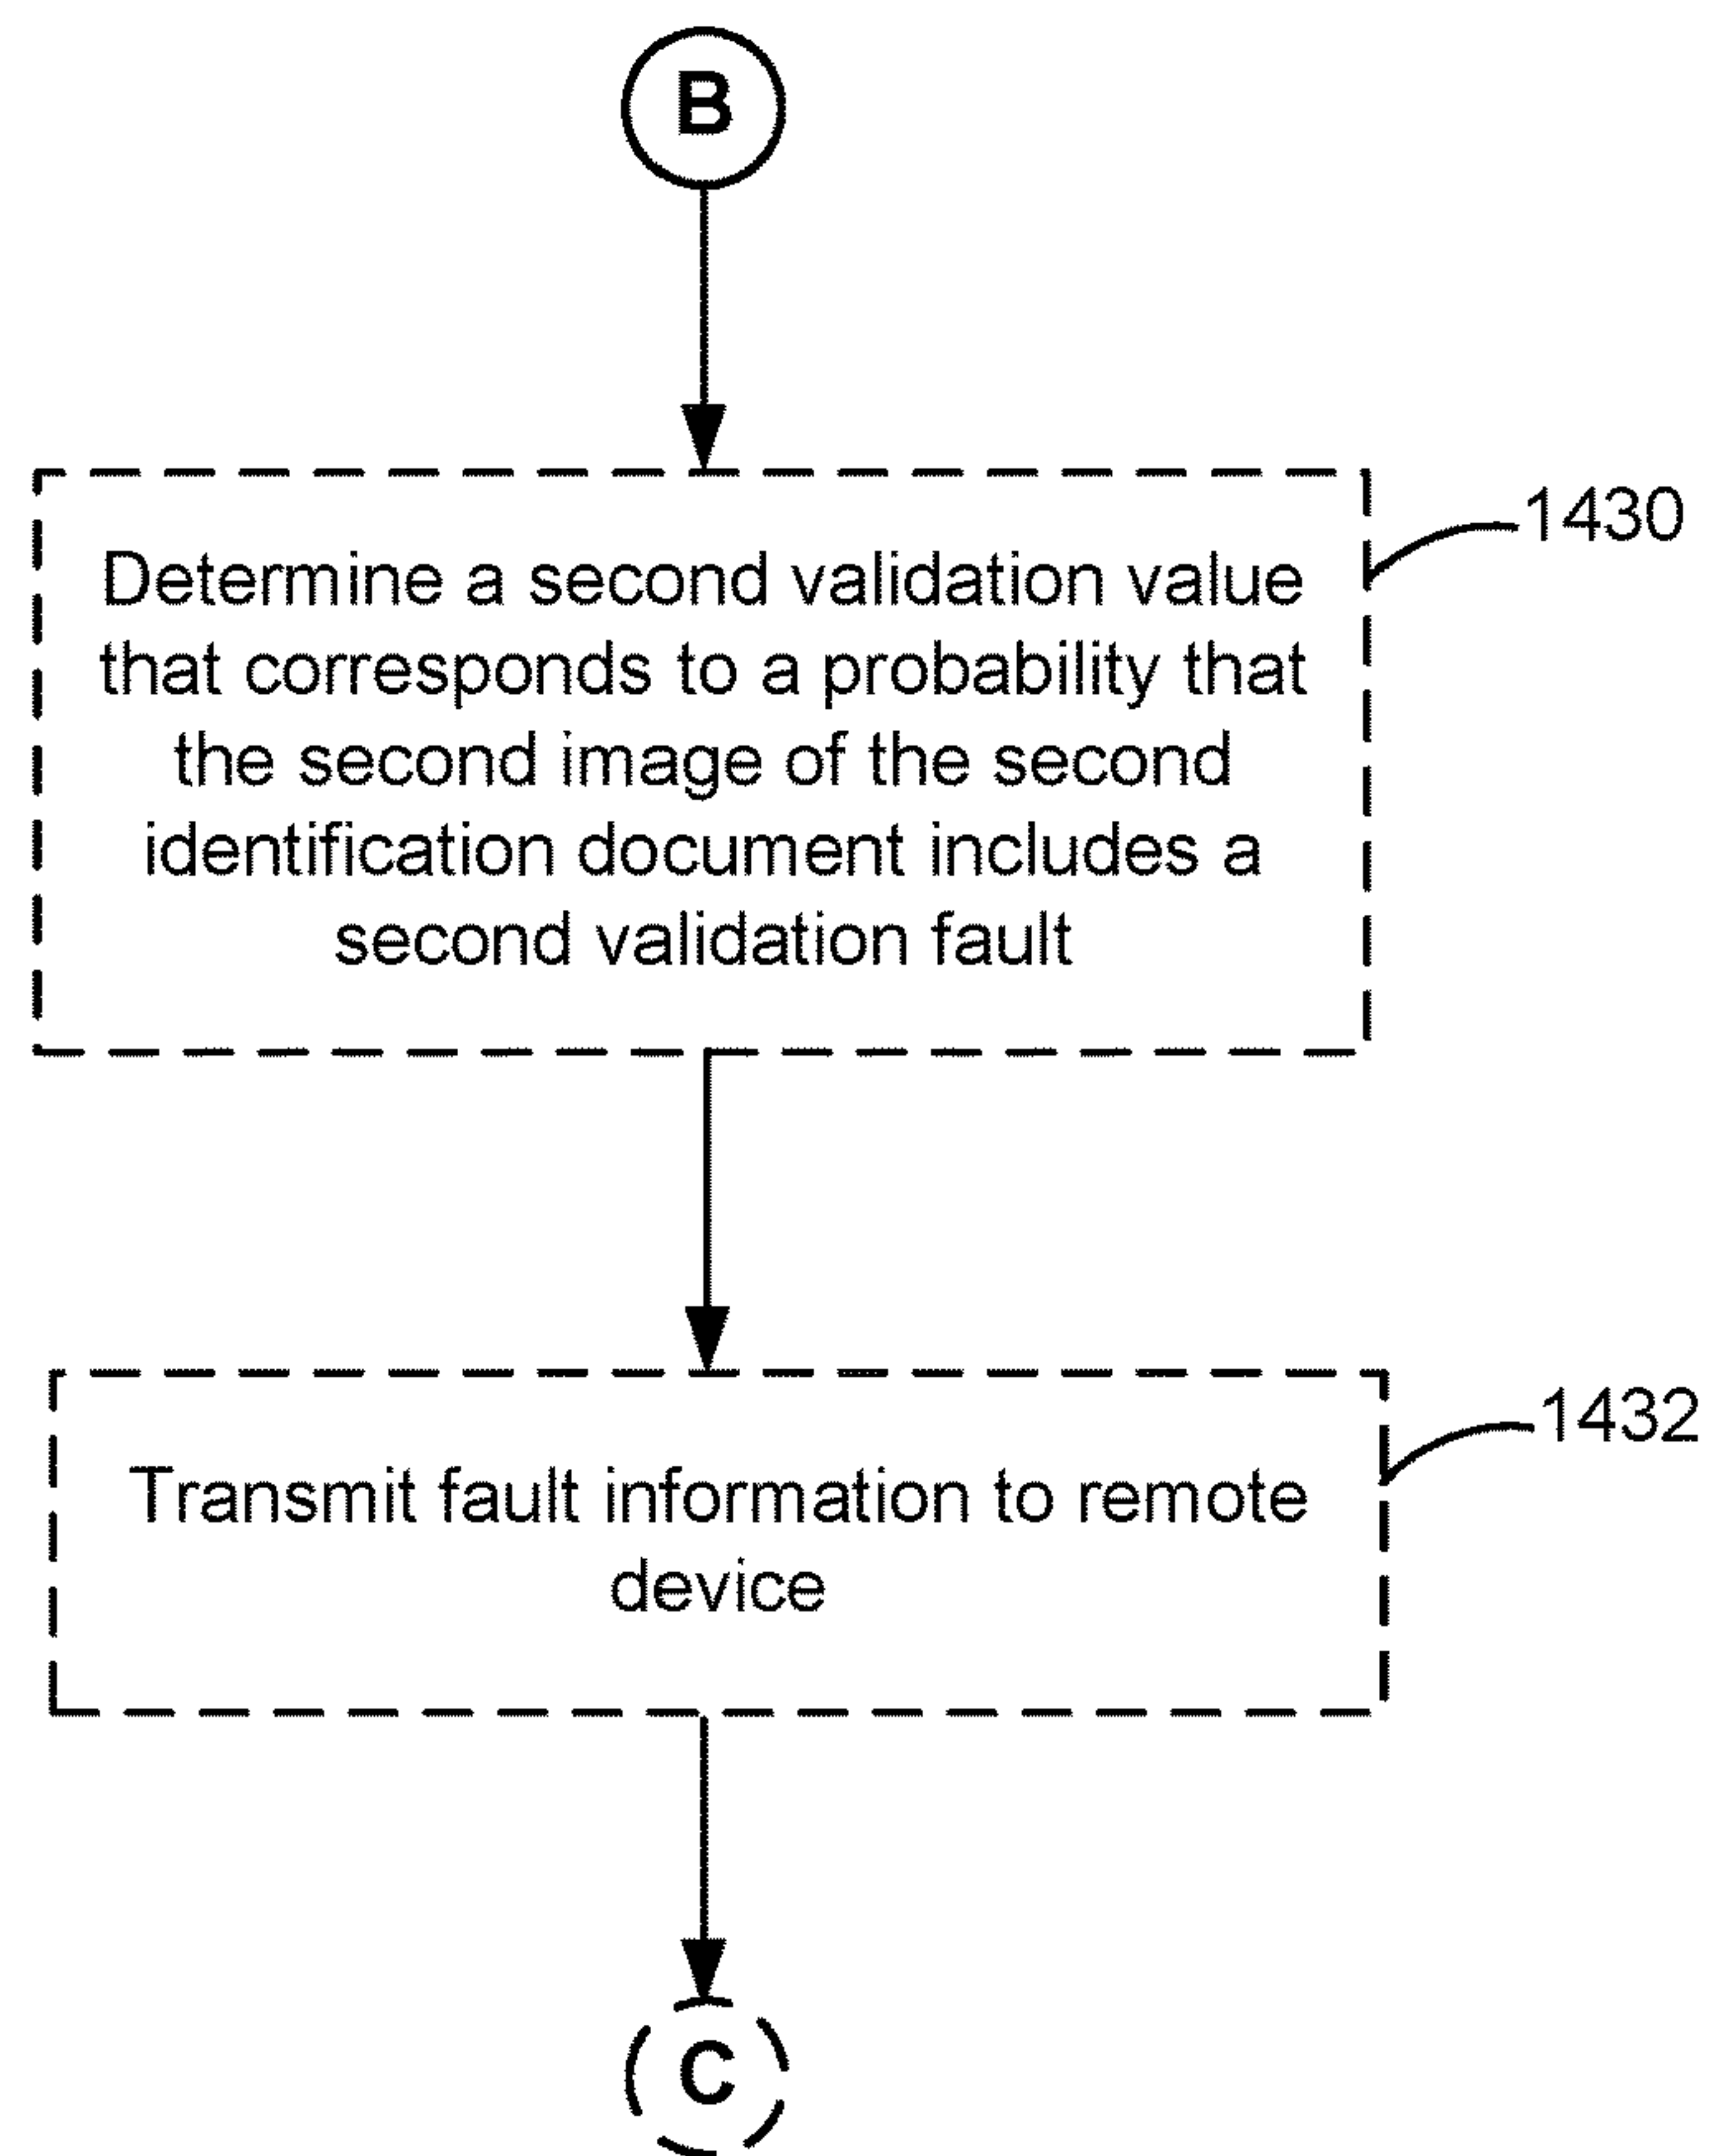 B
1430
Determine a second validation value
that corresponds to a probability that
the second image of the second
identification document includes a
second validation fault
1432
Transmit fault information to remote
device
C